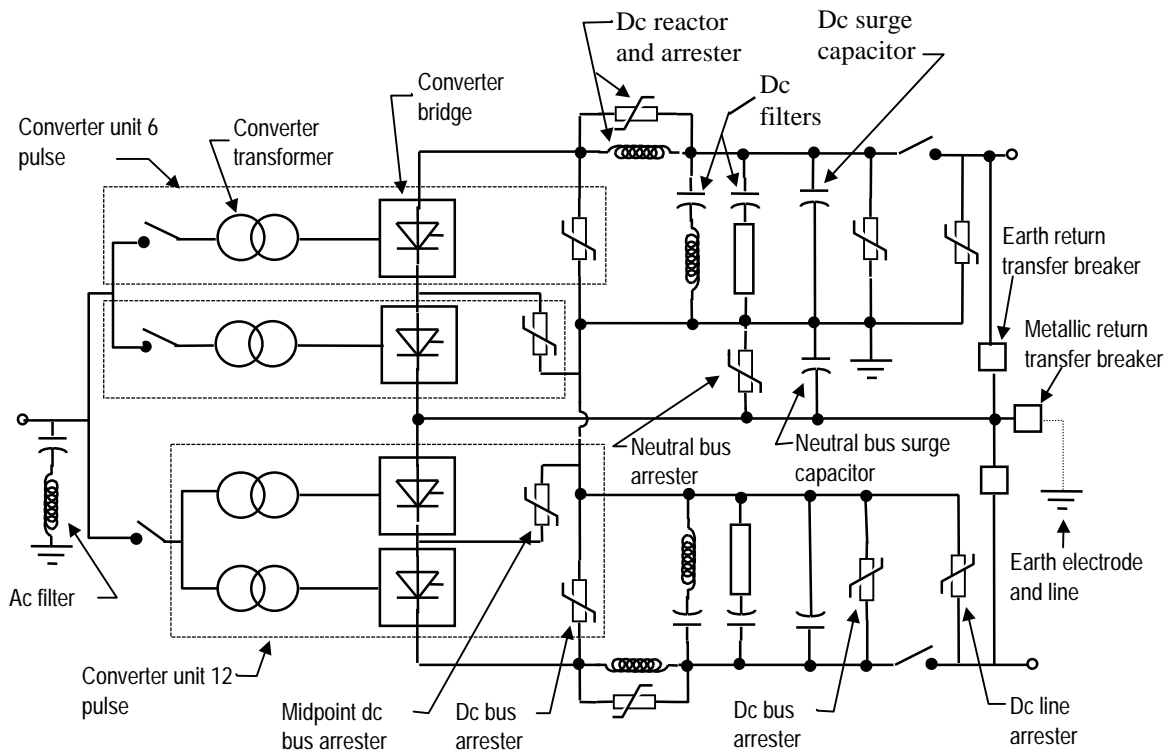 Dc reactor
and arrester
Dc surge
capacitor
Converter
bridge
Dc
filters
Converter unit 6
pulse
Converter
transformer
Earth return
transfer breaker
Metallic return
transfer breaker
Neutral bus
arrester
Neutral bus surge
capacitor
Ac filter
Earth electrode
and line
Converter unit 12
pulse
Midpoint dc
bus arrester
Dc bus
arrester
Dc bus
arrester
Dc line
arrester